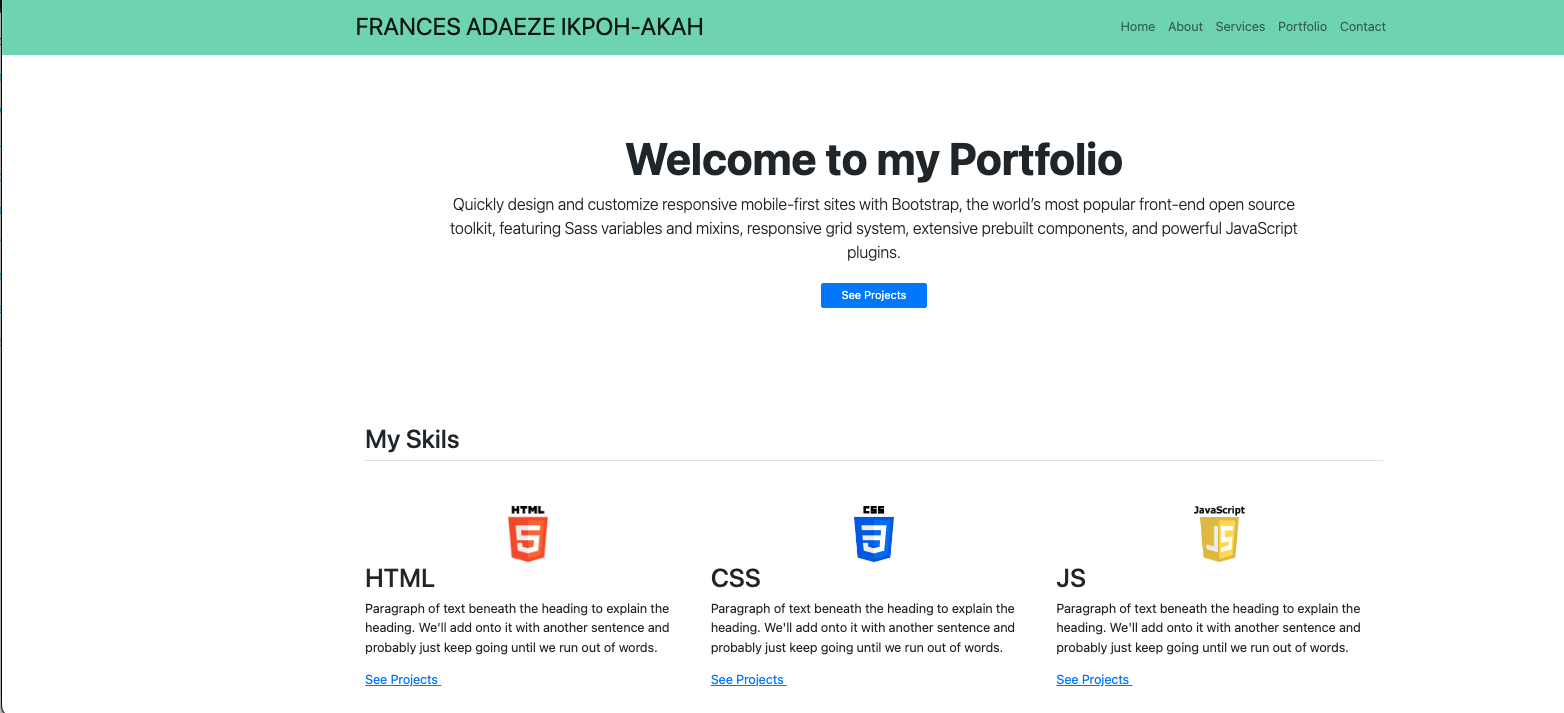 FRANCES ADAEZE IKPOH-AKAH
Home About Services Portfolio Contact
Welcome to my Portfolio
Quickly design and customize responsive mobile-first sites with Bootstrap, the world’s most popular front-end open source
toolkit, featuring Sass variables and mixins, responsive grid system, extensive prebuilt components, and powerful JavaScript
plugins.
See Projects
My Skils
HTML
5
HTML
Paragraph of text beneath the heading to explain the
heading. We'll add onto it with another sentence and
probably just keep going until we run out of words.
See Projects
CSS
3
CSS
Paragraph of text beneath the heading to explain the
heading. We'll add onto it with another sentence and
probably just keep going until we run out of words.
See Projects
JavaScript
JS
JS
Paragraph of text beneath the heading to explain the
heading. We'll add onto it with another sentence and
probably just keep going until we run out of words.
See Projects